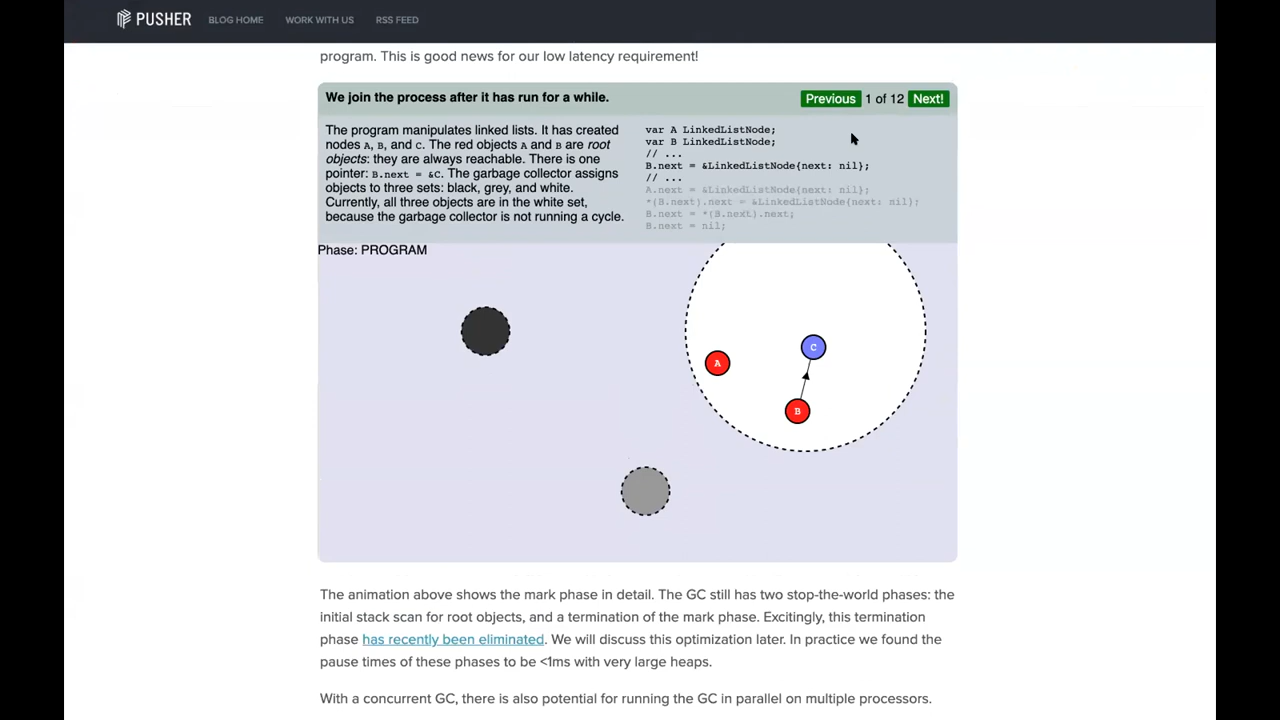 PUSHER BLOG HOME WORK WITH US RSS FEED
program. This is good news for our low latency requirement!
We join the process after it has run for a while.
Previous 1 of 12 Next!
The program manipulates linked lists. It has created
nodes A, B, and C. The red objects A and B are root
objects: they are always reachable. There is one
pointer: B.next = &C. The garbage collector assigns
objects to three sets: black, grey, and white.
Currently, all three objects are in the white set,
because the garbage collector is not running a cycle.
var A LinkedListNode;
var B LinkedListNode;
// ...
B.next = &LinkedListNode{next: nil};
// ...
A.next = &LinkedListNode{next: nil};
*(B.next).next = &LinkedListNode{next: nil};
B.next = *(B.next).next;
B.next = nil;
Phase: PROGRAM
C
A
B
The animation above shows the mark phase in detail. The GC still has two stop-the-world phases: the
initial stack scan for root objects, and a termination of the mark phase. Excitingly, this termination
phase has recently been eliminated. We will discuss this optimization later. In practice we found the
pause times of these phases to be <1ms with very large heaps.
With a concurrent GC, there is also potential for running the GC in parallel on multiple processors.